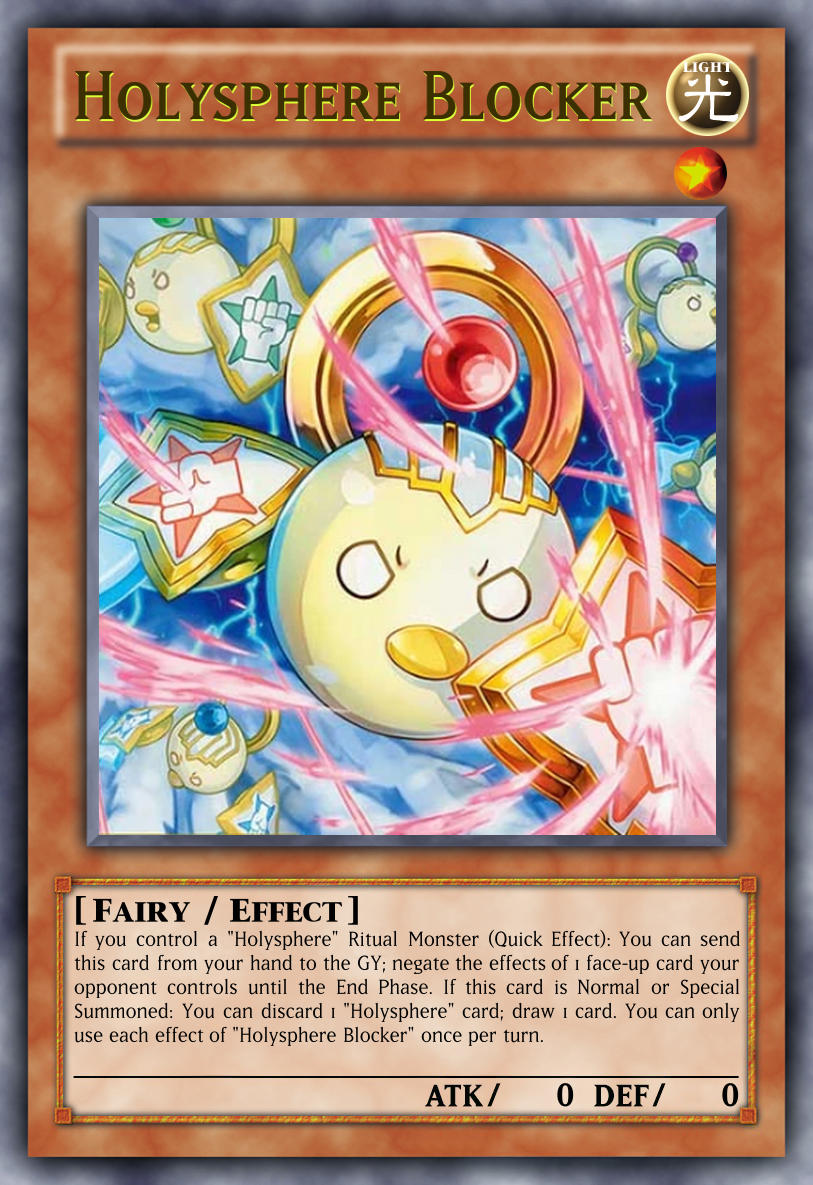 Holysphere Blocker
LIGHT
光
[ Fairy / Effect ]
If you control a "Holysphere" Ritual Monster (Quick Effect): You can send
this card from your hand to the GY; negate the effects of 1 face-up card your
opponent controls until the End Phase. If this card is Normal or Special
Summoned: You can discard 1 "Holysphere" card; draw 1 card. You can only
use each effect of "Holysphere Blocker" once per turn.
ATK/ 0 DEF/ 0